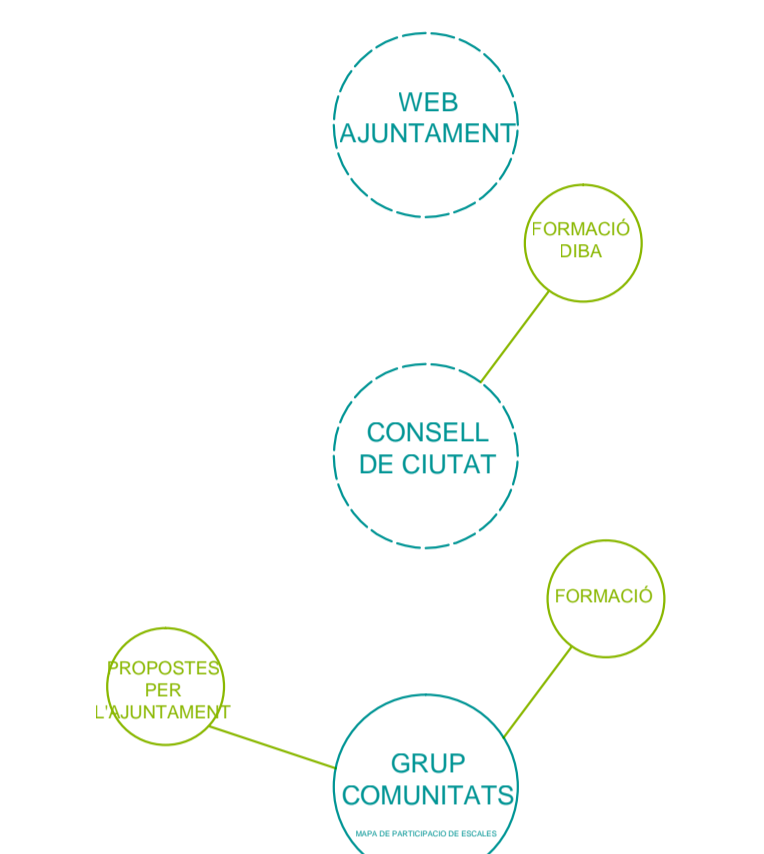 WEB
AJUNTAMENT
FORMACIÓ
DIBA
CONSELL
DE CIUTAT
FORMACIÓ
PROPOSTES
PER
L'AJUNTAMENT
GRUP
COMUNITATS
MAPA DE PARTICIPACIO DE ESCALES